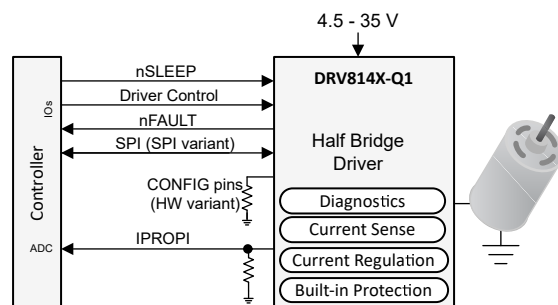 4.5 - 35 V
nSLEEP
DRV814X-Q1
IOs
Driver Control
nFAULT
SPI (SPI variant)
Half Bridge
Driver
Controller
CONFIG pins
(HW variant)
Diagnostics
Current Sense
ADC
IPROPI
Current Regulation
Built-in Protection